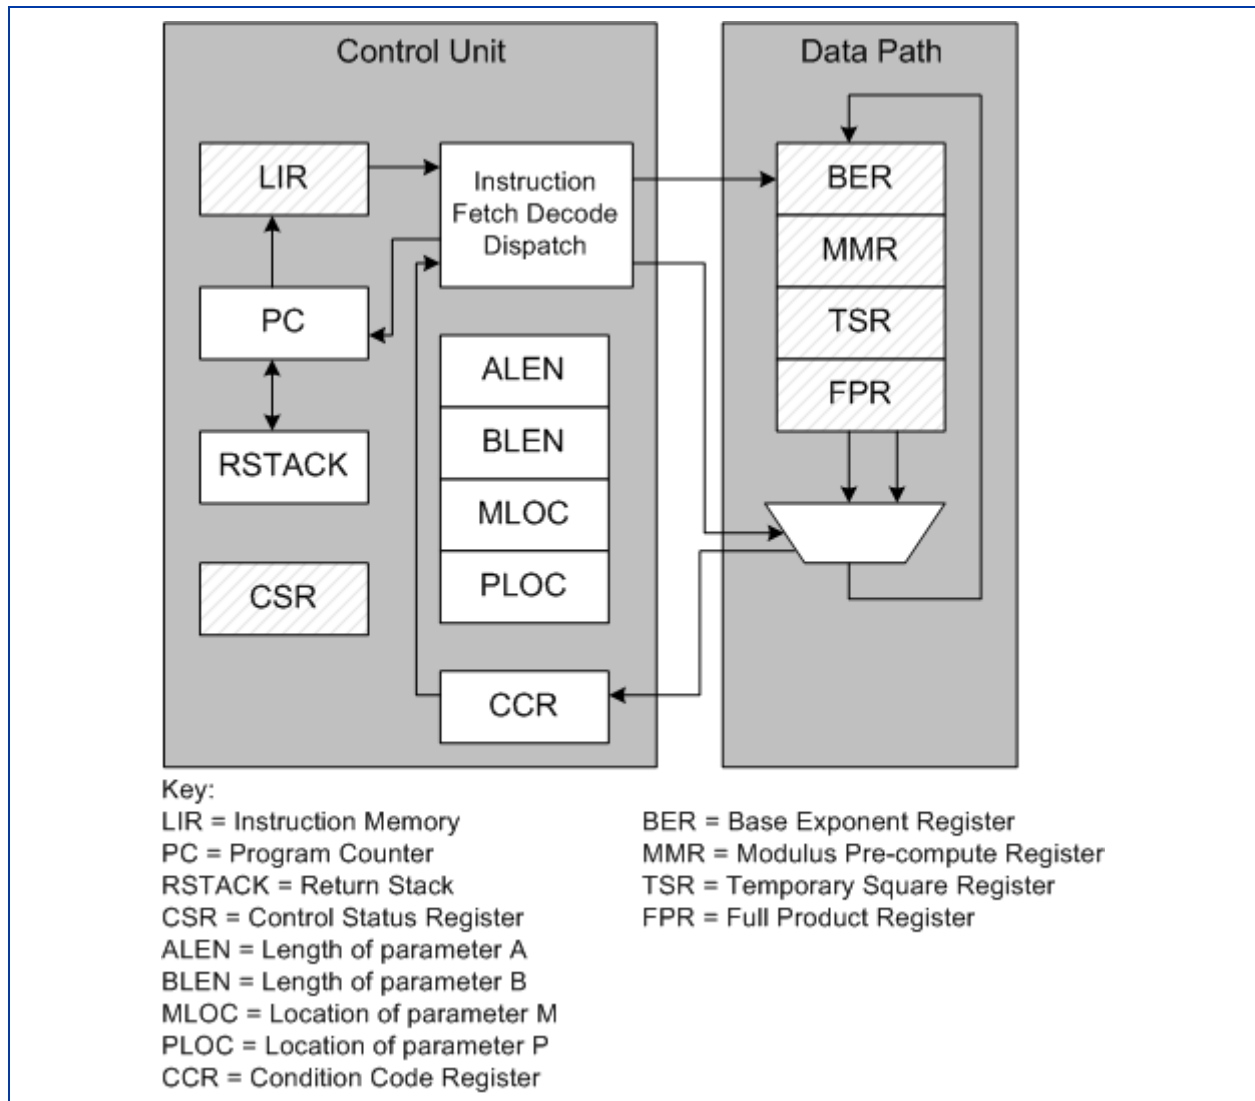 Control Unit
Data Path
LIR
Instruction
Fetch Decode
Dispatch
BER
MMR
PC
TSR
ALEN
FPR
BLEN
RSTACK
MLOC
CSR
PLOC
CCR
Key:
LIR = Instruction Memory
PC = Program Counter
RSTACK = Return Stack
CSR = Control Status Register
ALEN = Length of parameter A
BLEN = Length of parameter B
MLOC = Location of parameter M
PLOC = Location of parameter P
CCR = Condition Code Register
BER = Base Exponent Register
MMR = Modulus Pre-compute Register
TSR = Temporary Square Register
FPR = Full Product Register